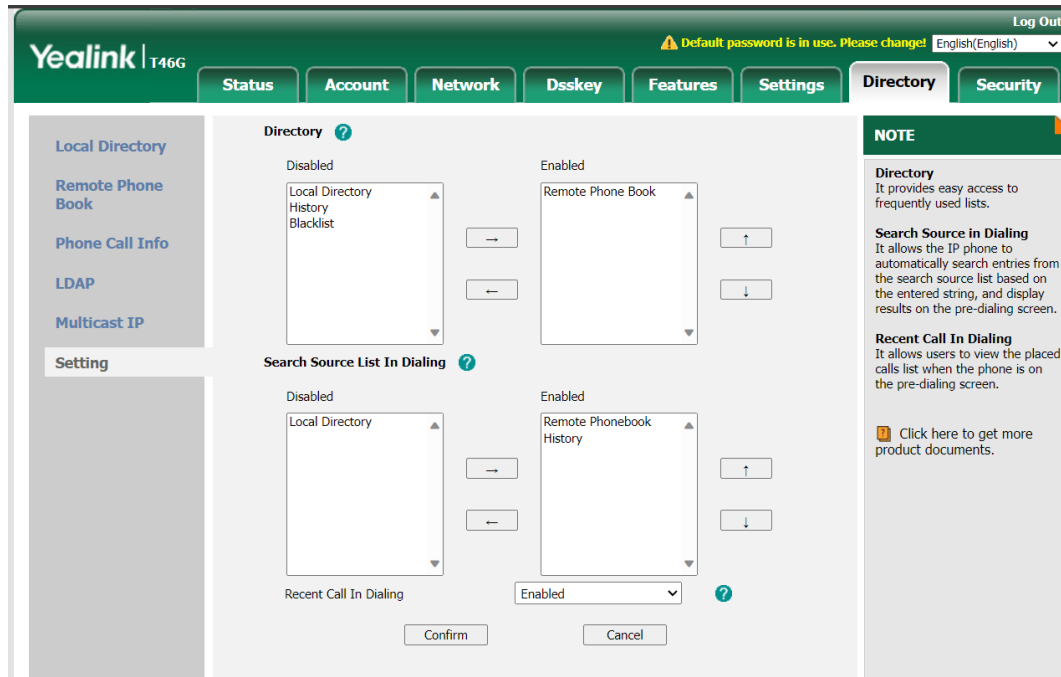 Log Out
Default password is in use. Please change! English(English)
Yealink T46G
Status Account Network Dsskey Features Settings Directory Security
Local Directory
Remote Phone
Book
Phone Call Info
LDAP
Multicast IP
Setting
Directory ?
Disabled Enabled
Local Directory
History
Blacklist
Remote Phone Book
→ ↑
← ↓
Search Source List In Dialing ?
Disabled Enabled
Local Directory
Remote Phonebook
History
→ ↑
← ↓
Recent Call In Dialing Enabled ?
Confirm Cancel
NOTE
Directory
It provides easy access to
frequently used lists.
Search Source in Dialing
It allows the IP phone to
automatically search entries from
the search source list based on
the entered string, and display
results on the pre-dialing screen.
Recent Call In Dialing
It allows users to view the placed
calls list when the phone is on
the pre-dialing screen.
Click here to get more
product documents.